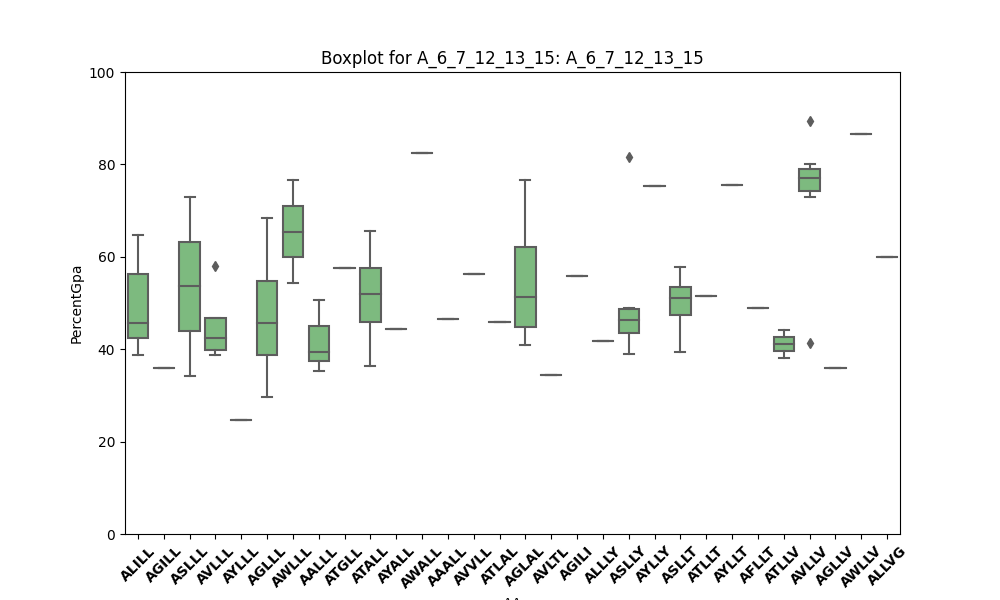 Boxplot for A_6_7_12_13_15: A_6_7_12_13_15
100
80
60
40
20
0
PercentGpa
ALILL
AGILL
ASLLL
AVLLL
AYLLL
AGLLL
AWLLL
AALLL
ATGLL
ATALL
AYALL
AWALL
AAALL
AVVLL
ATLAL
AGLAL
AVLTL
AGILI
ALLLY
ASLLY
AYLLY
ASLLT
ATLLT
AYLLT
AFLLT
ATLLV
AVLLV
AGLLV
AWLLV
ALLVG